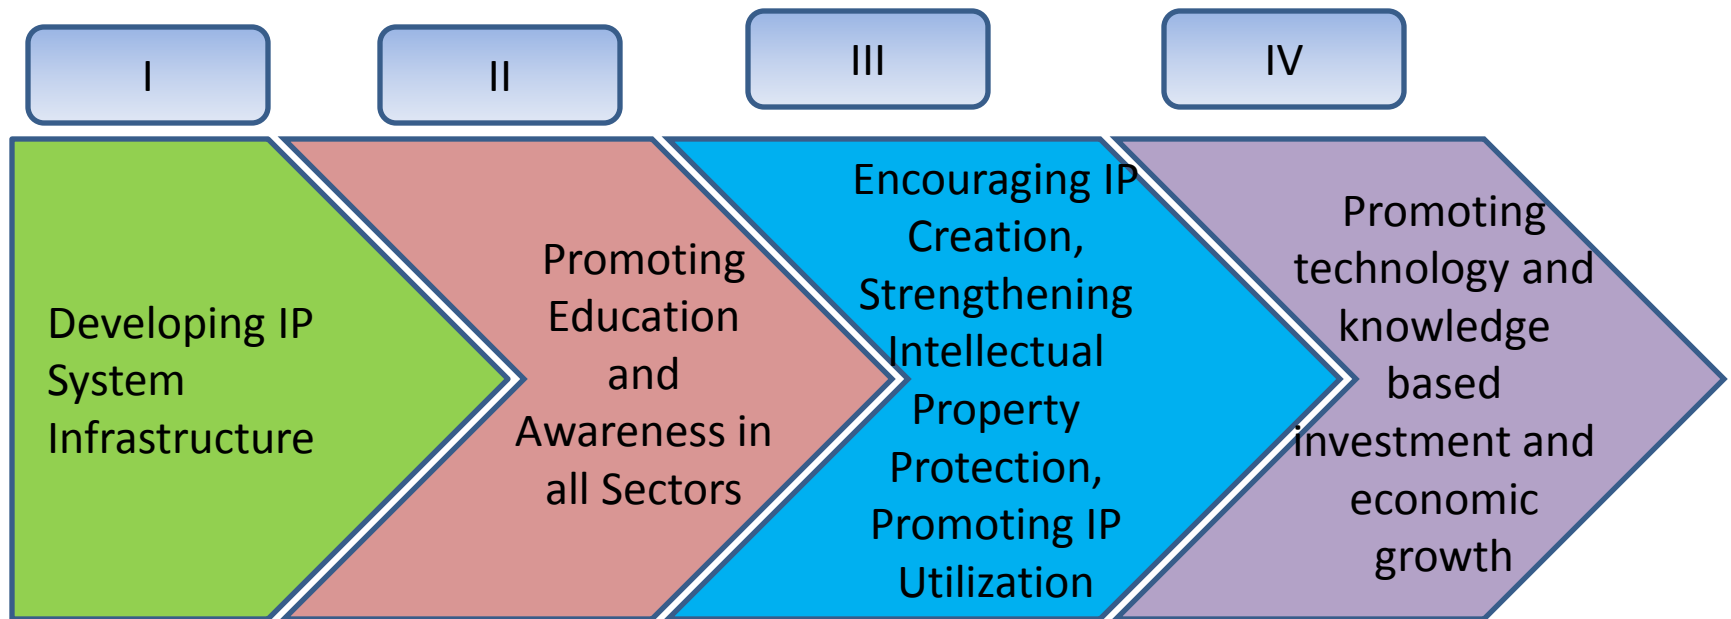 I
II
III
IV
Developing IP
System
Infrastructure
Promoting
Education
and
Awareness in
all Sectors
Encouraging IP
Creation,
Strengthening
Intellectual
Property
Protection,
Promoting IP
Utilization
Promoting
technology and
knowledge
based
investment and
economic
growth